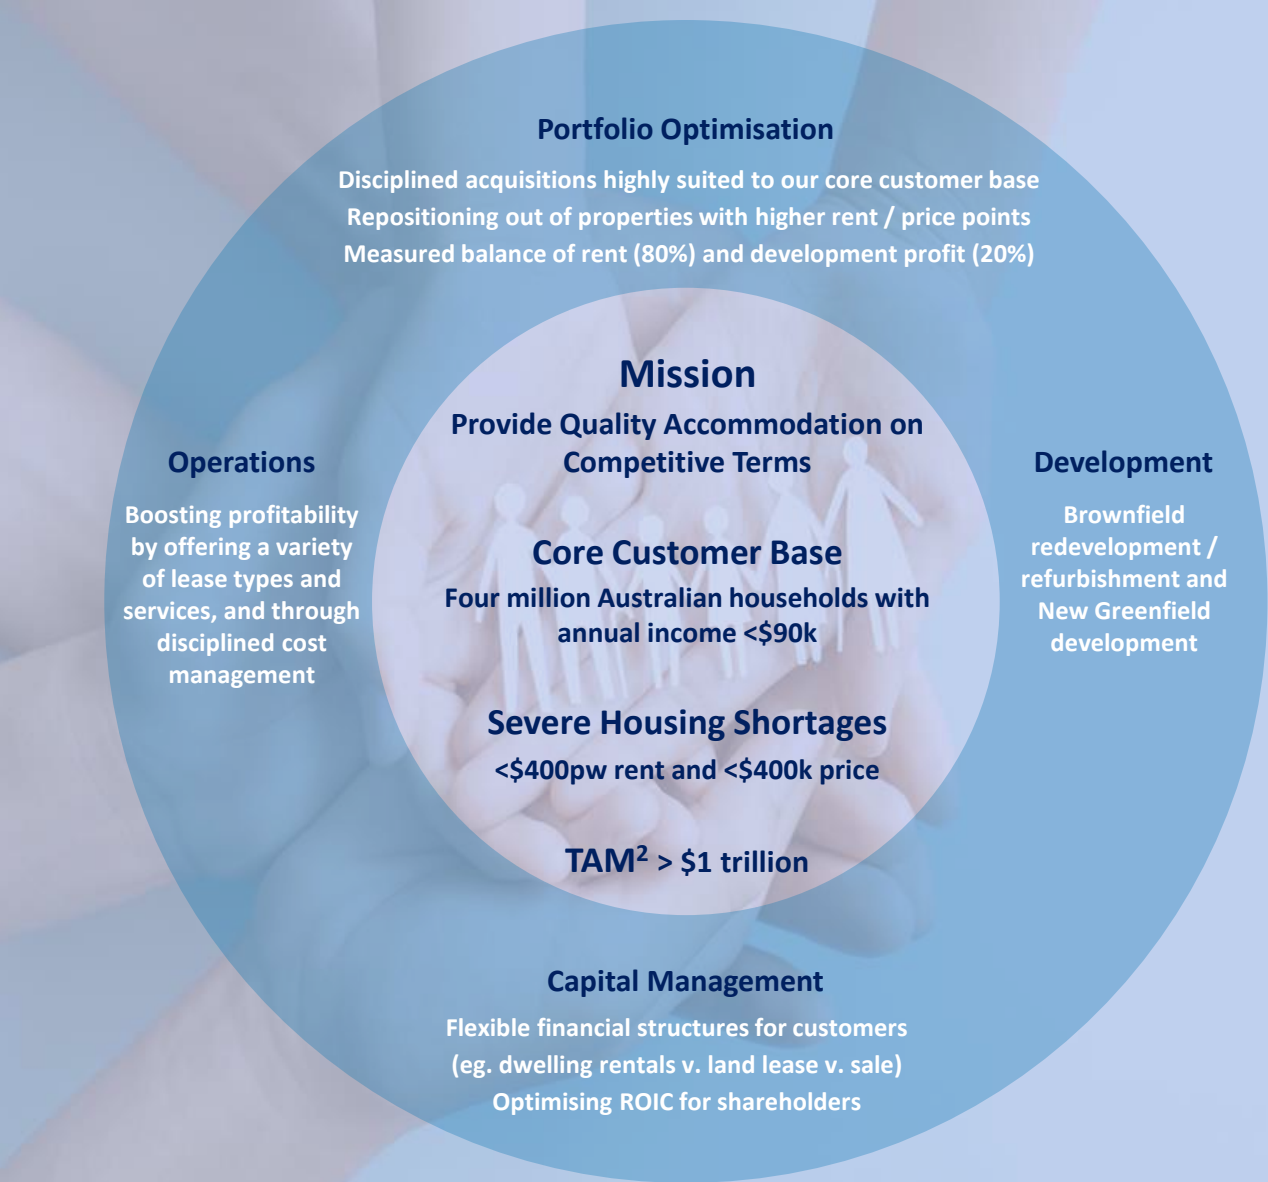 Portfolio Optimisation
Disciplined acquisitions highly suited to our core customer base
Repositioning out of properties with higher rent / price points
Measured balance of rent (80%) and development profit (20%)
Mission
Provide Quality Accommodation on
Competitive Terms
Core Customer Base
Four million Australian households with
annual income <$90k
Severe Housing Shortages
<$400pw rent and <$400k price
TAM² > $1 trillion
Operations
Boosting profitability
by offering a variety
of lease types and
services, and through
disciplined cost
management
Development
Brownfield
redevelopment /
refurbishment and
New Greenfield
development
Capital Management
Flexible financial structures for customers
(eg. dwelling rentals v. land lease v. sale)
Optimising ROIC for shareholders